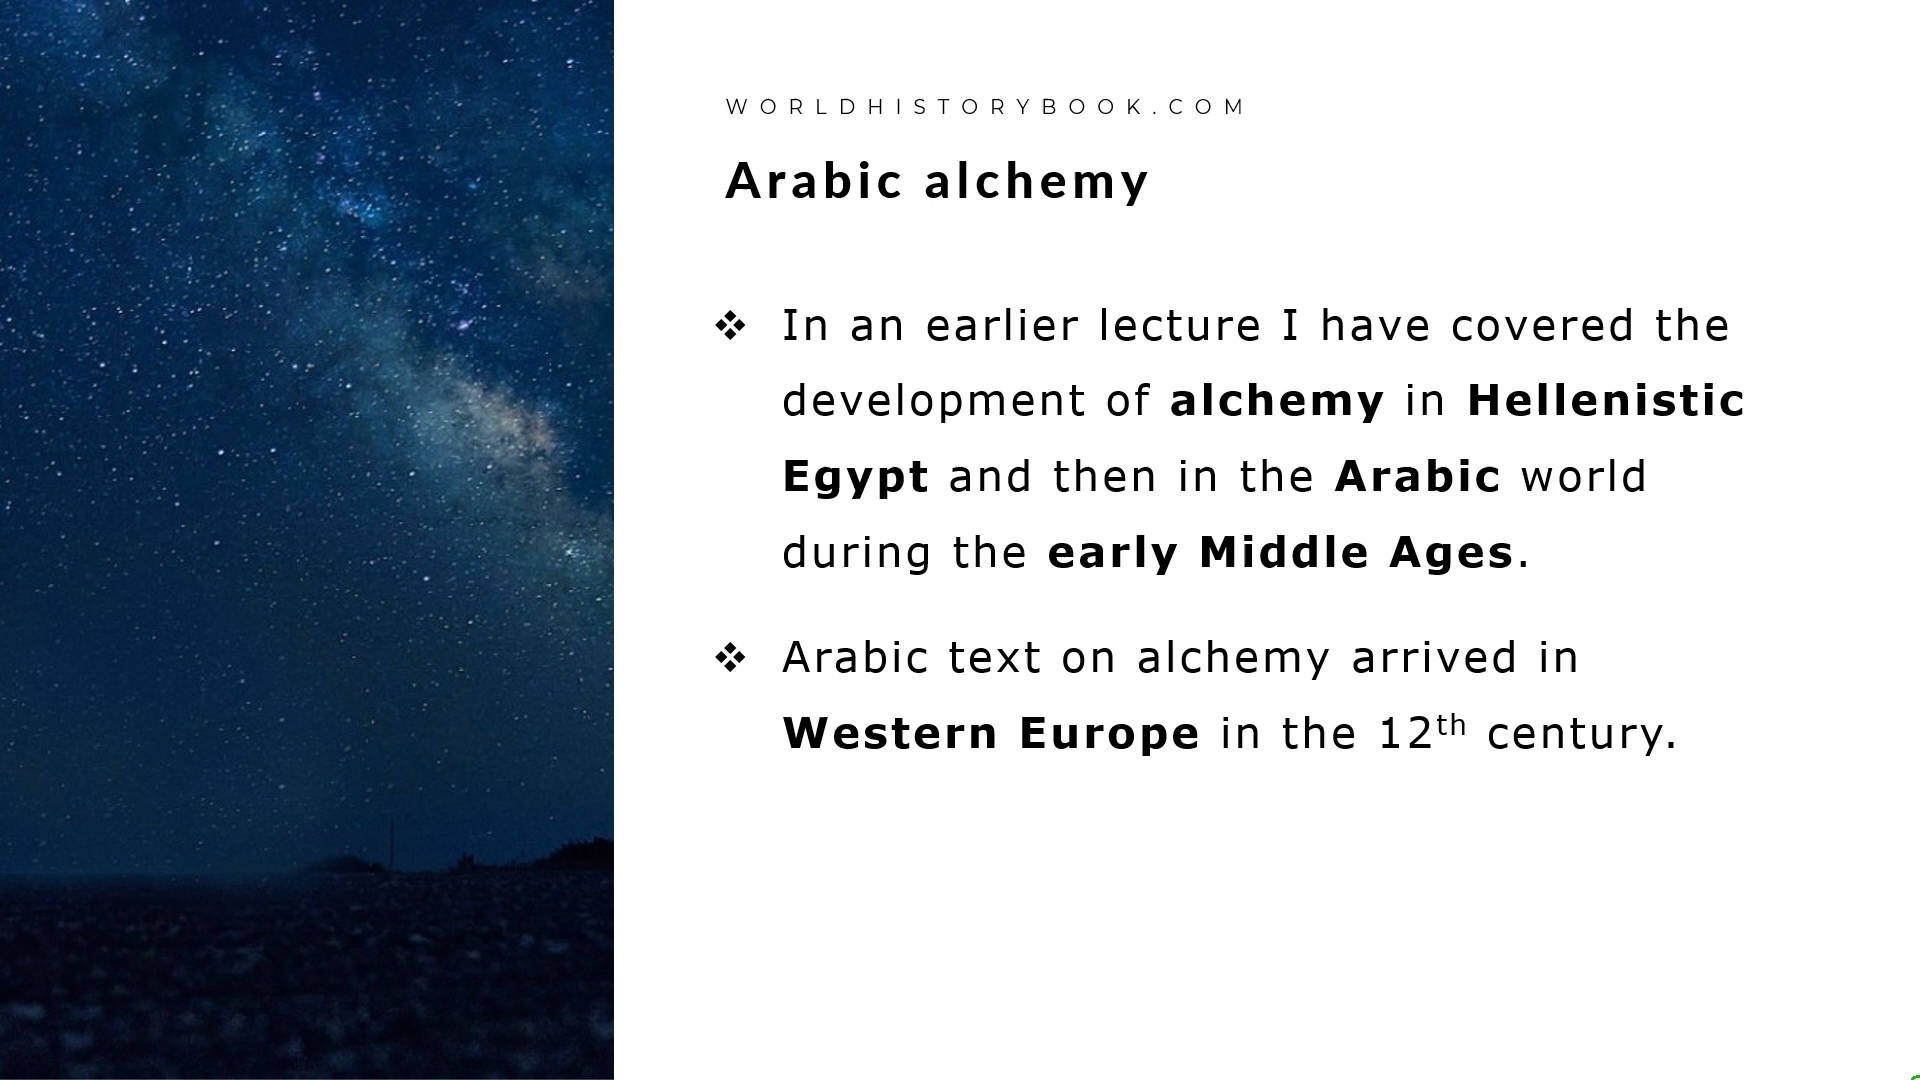 WORLDHISTORYBOOK.COM
Arabic alchemy
❖ In an earlier lecture I have covered the
development of alchemy in Hellenistic
Egypt and then in the Arabic world
during the early Middle Ages.
❖ Arabic text on alchemy arrived in
Western Europe in the 12th century.